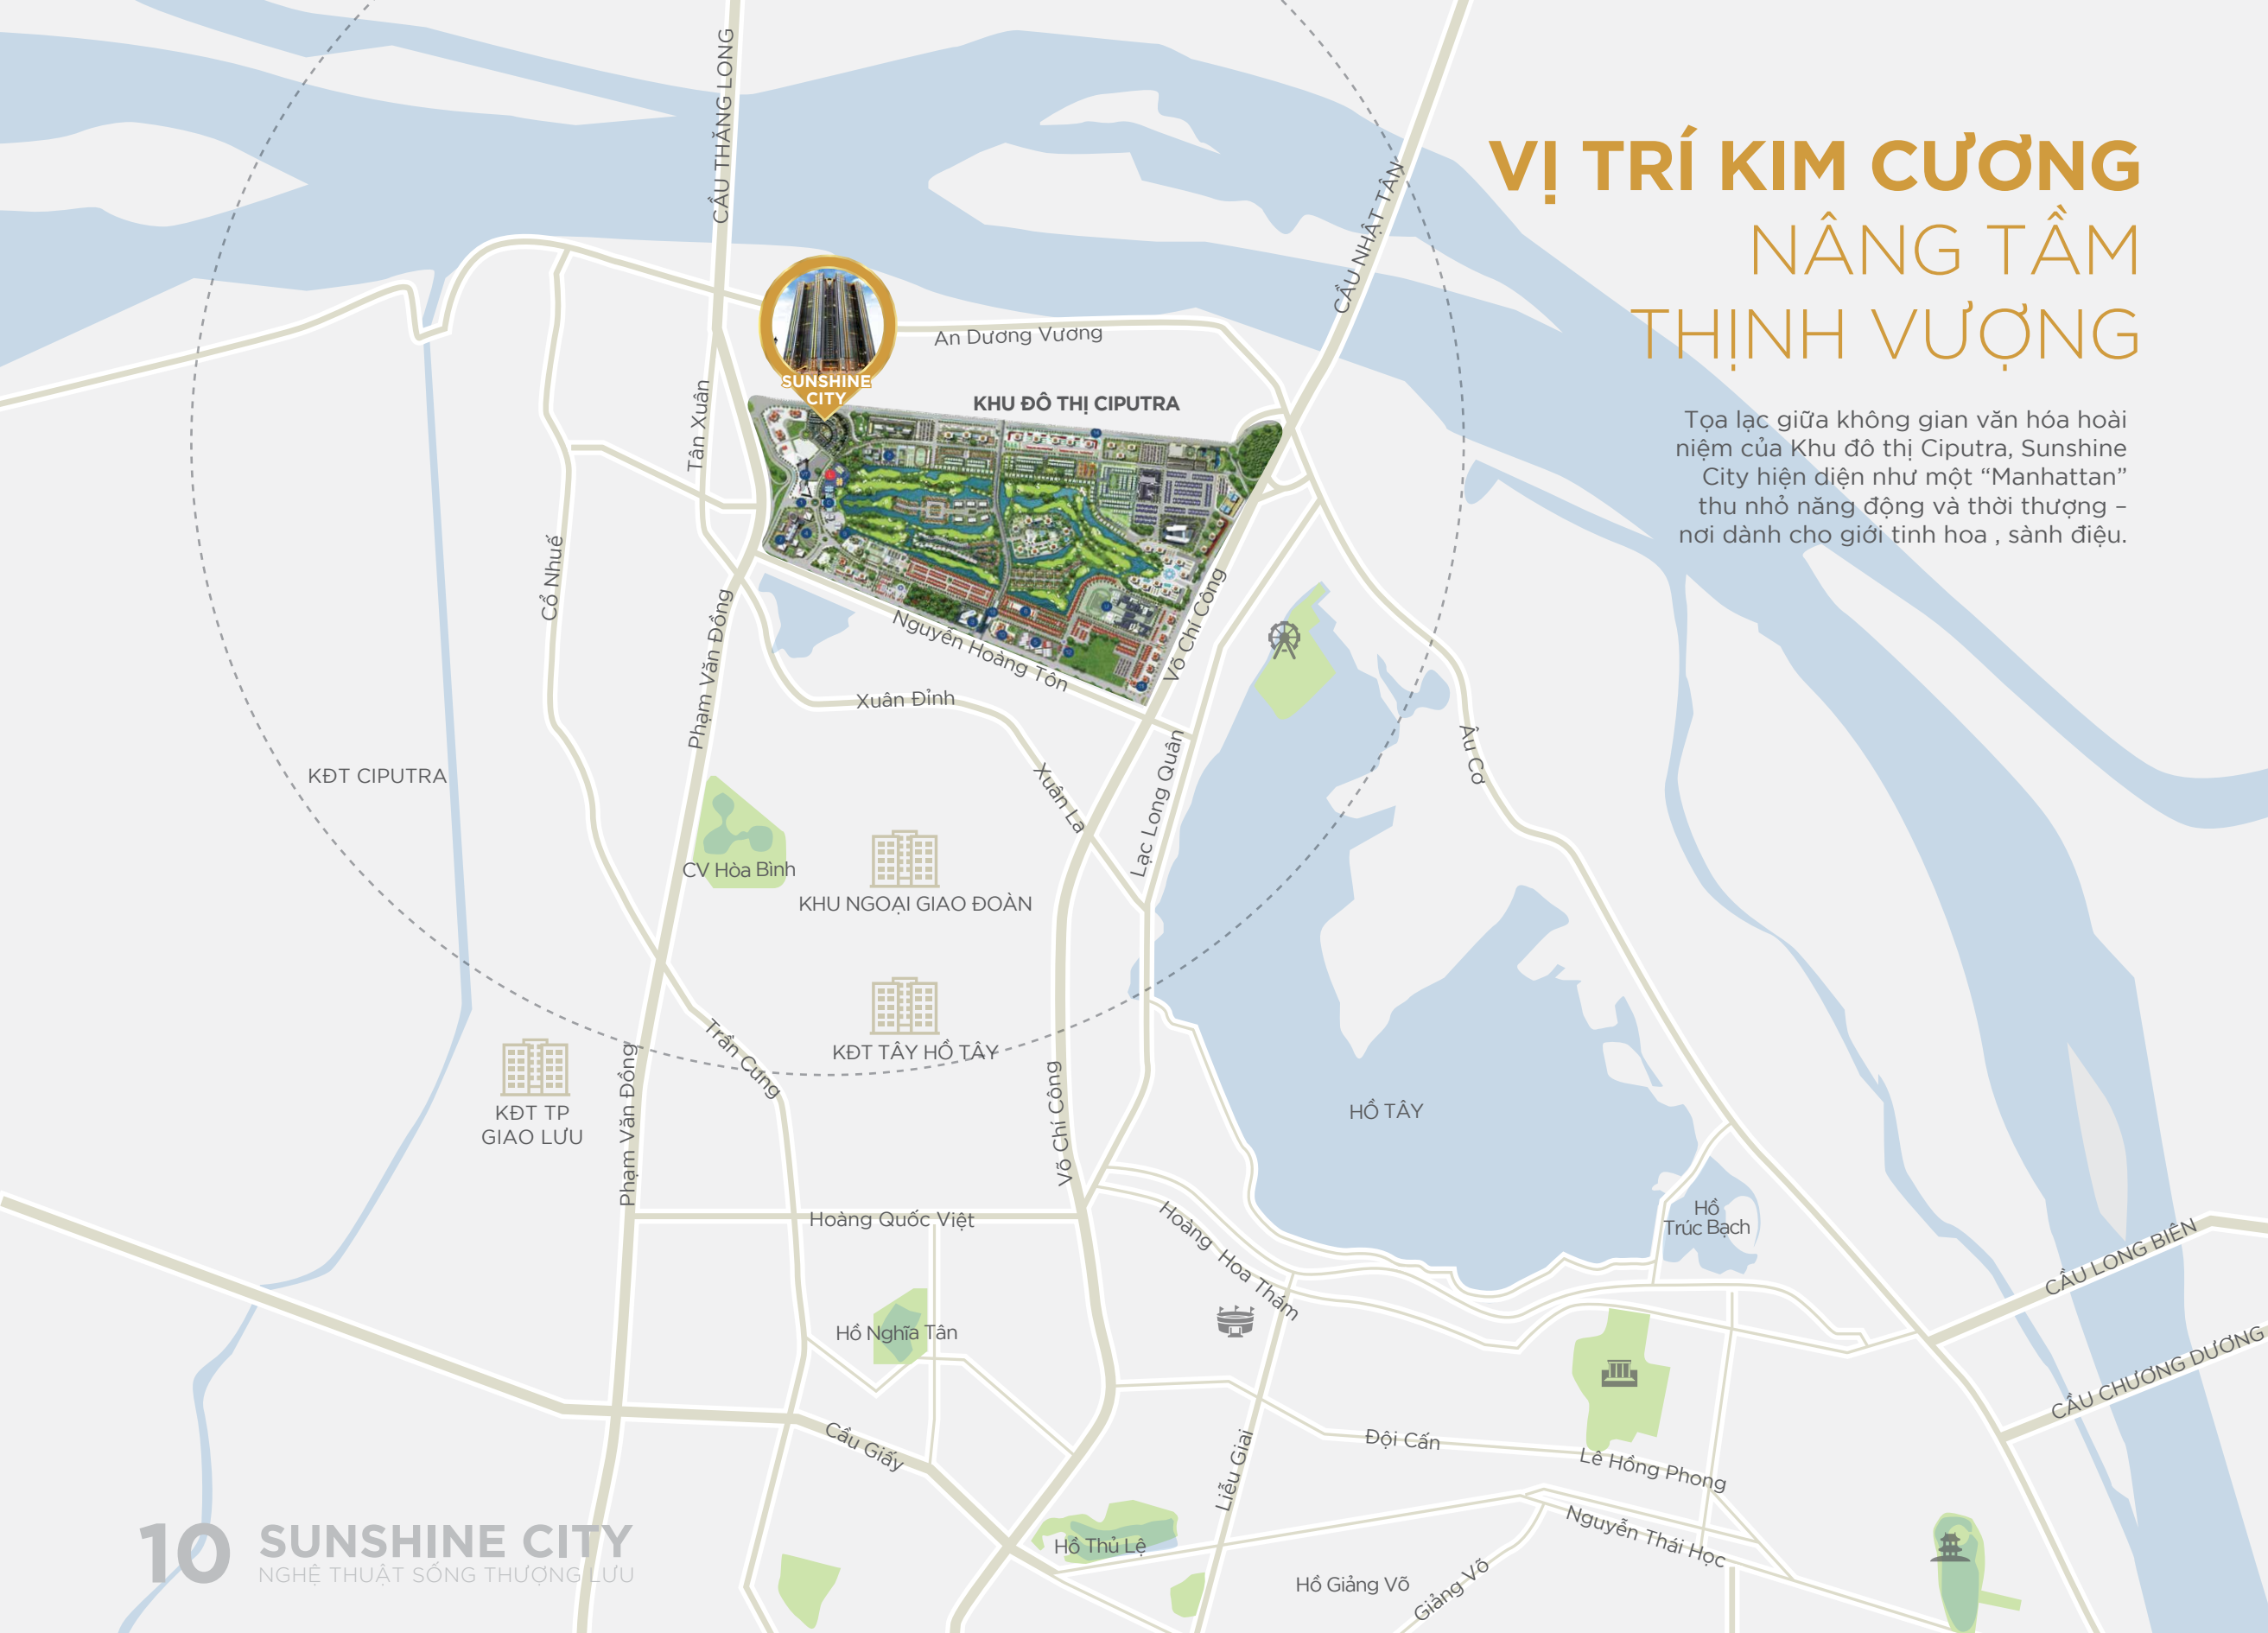 VỊ TRÍ KIM CƯƠNG
NÂNG TẦM
THỊNH VƯỢNG
Tọa lạc giữa không gian văn hóa hoài
niệm của Khu đô thị Ciputra, Sunshine
City hiện diện như một “Manhattan”
thu nhỏ năng động và thời thượng –
nơi dành cho giới tinh hoa , sành điệu.
CẦU THĂNG LONG
CẦU NHẬT TÂN
SUNSHINE
CITY
An Dương Vương
KHU ĐÔ THỊ CIPUTRA
Tân Xuân
Cổ Nhuế
Phạm Văn Đồng
Nguyễn Hoàng Tôn
Võ Chí Công
Xuân Đỉnh
Xuân La
Lạc Long Quân
Âu Cơ
KĐT CIPUTRA
CV Hòa Bình
KHU NGOẠI GIAO ĐOÀN
KĐT TÂY HỒ TÂY
Trần Cung
KĐT TP
GIAO LƯU
Phạm Văn Đồng
Võ Chí Công
HỒ TÂY
Hồ
Trúc Bạch
Hoàng Quốc Việt
Hoàng Hoa Thám
CẦU LONG BIÊN
CẦU CHƯƠNG DƯƠNG
Hồ Nghĩa Tân
Cầu Giấy
Liễu Giai
Đội Cấn
Lê Hồng Phong
Nguyễn Thái Học
Hồ Thủ Lệ
Hồ Giảng Võ
Giảng Võ
10
SUNSHINE CITY
NGHỆ THUẬT SỐNG THƯỢNG LƯU